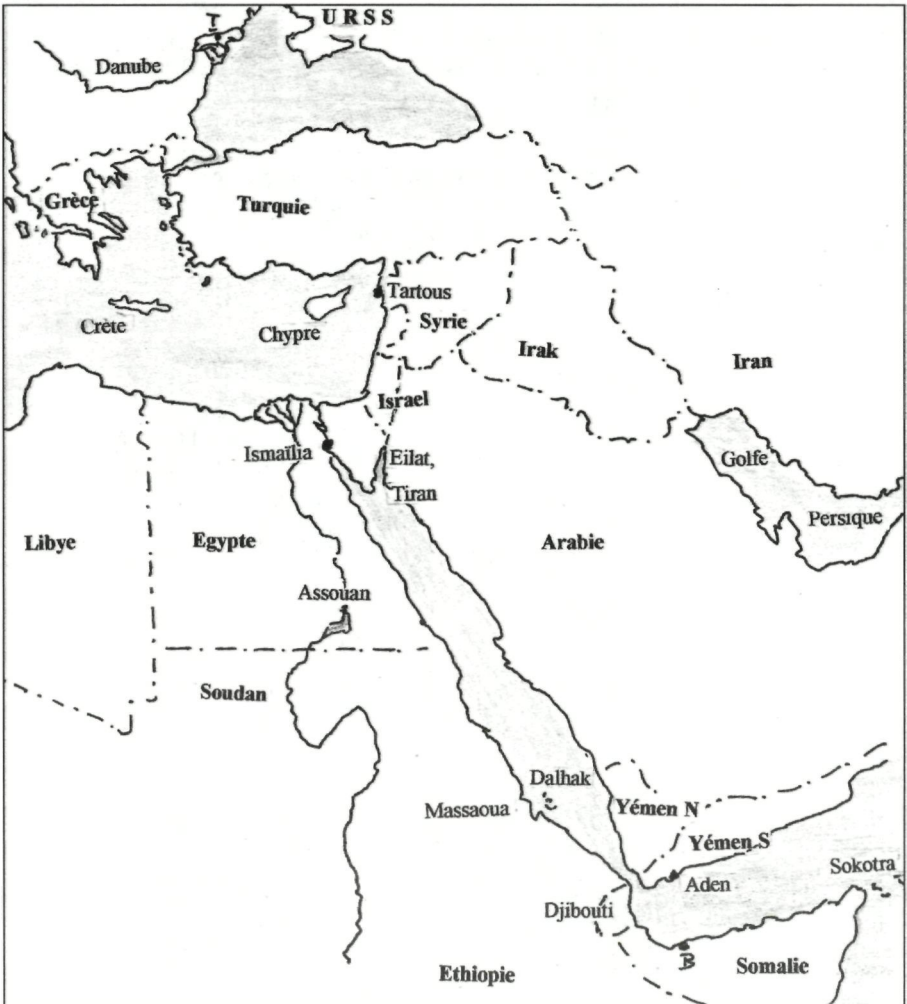 T
URSS
Danube
Grèce
Turquie
Tartous
Crète
Chypre
Syrie
Irak
Iran
Israel
Ismaïlia
Eilat,
Golfe
Tiran
Persique
Libye
Egypte
Arabie
Assouan
Soudan
Dalhak
Massaoua
Yémen N
Yémen S
Sokotra
Aden
Djibouti
B
Ethiopie
Somalie